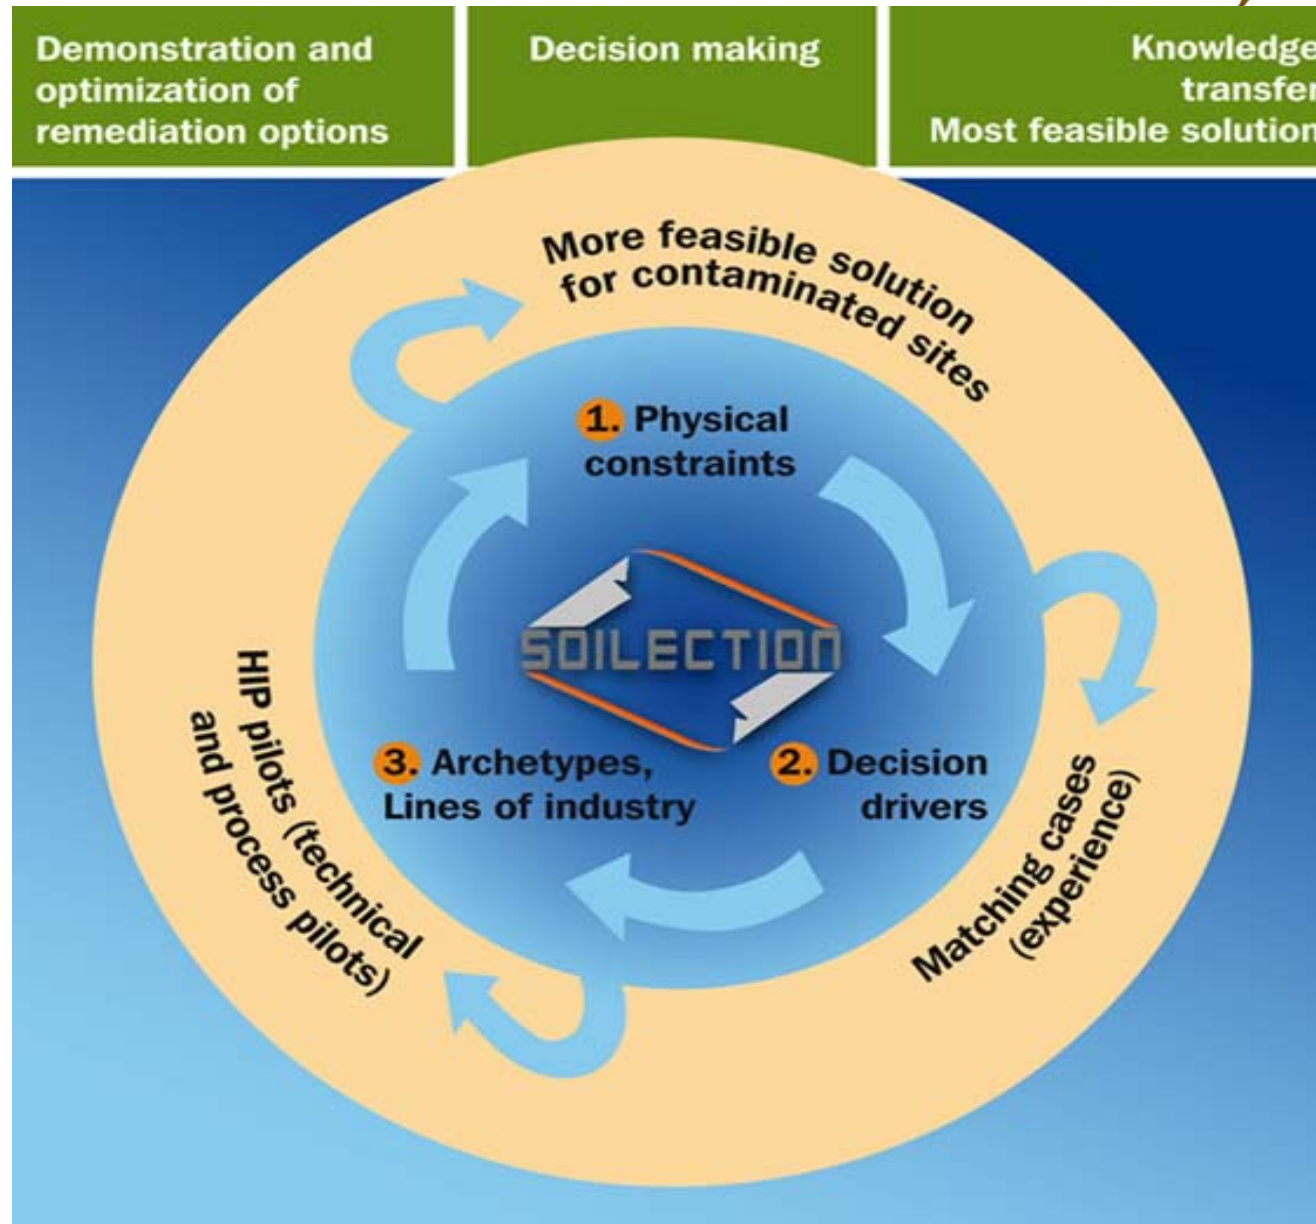 Demonstration and
optimization of
remediation options
Decision making
Knowledge
transfer
Most feasible solution
More feasible solution
for contaminated sites
1. Physical
constraints
SOILECTION
3. Archetypes,
Lines of industry
2. Decision
drivers
HIP pilots (technical
and process pilots)
Matching cases
(experience)